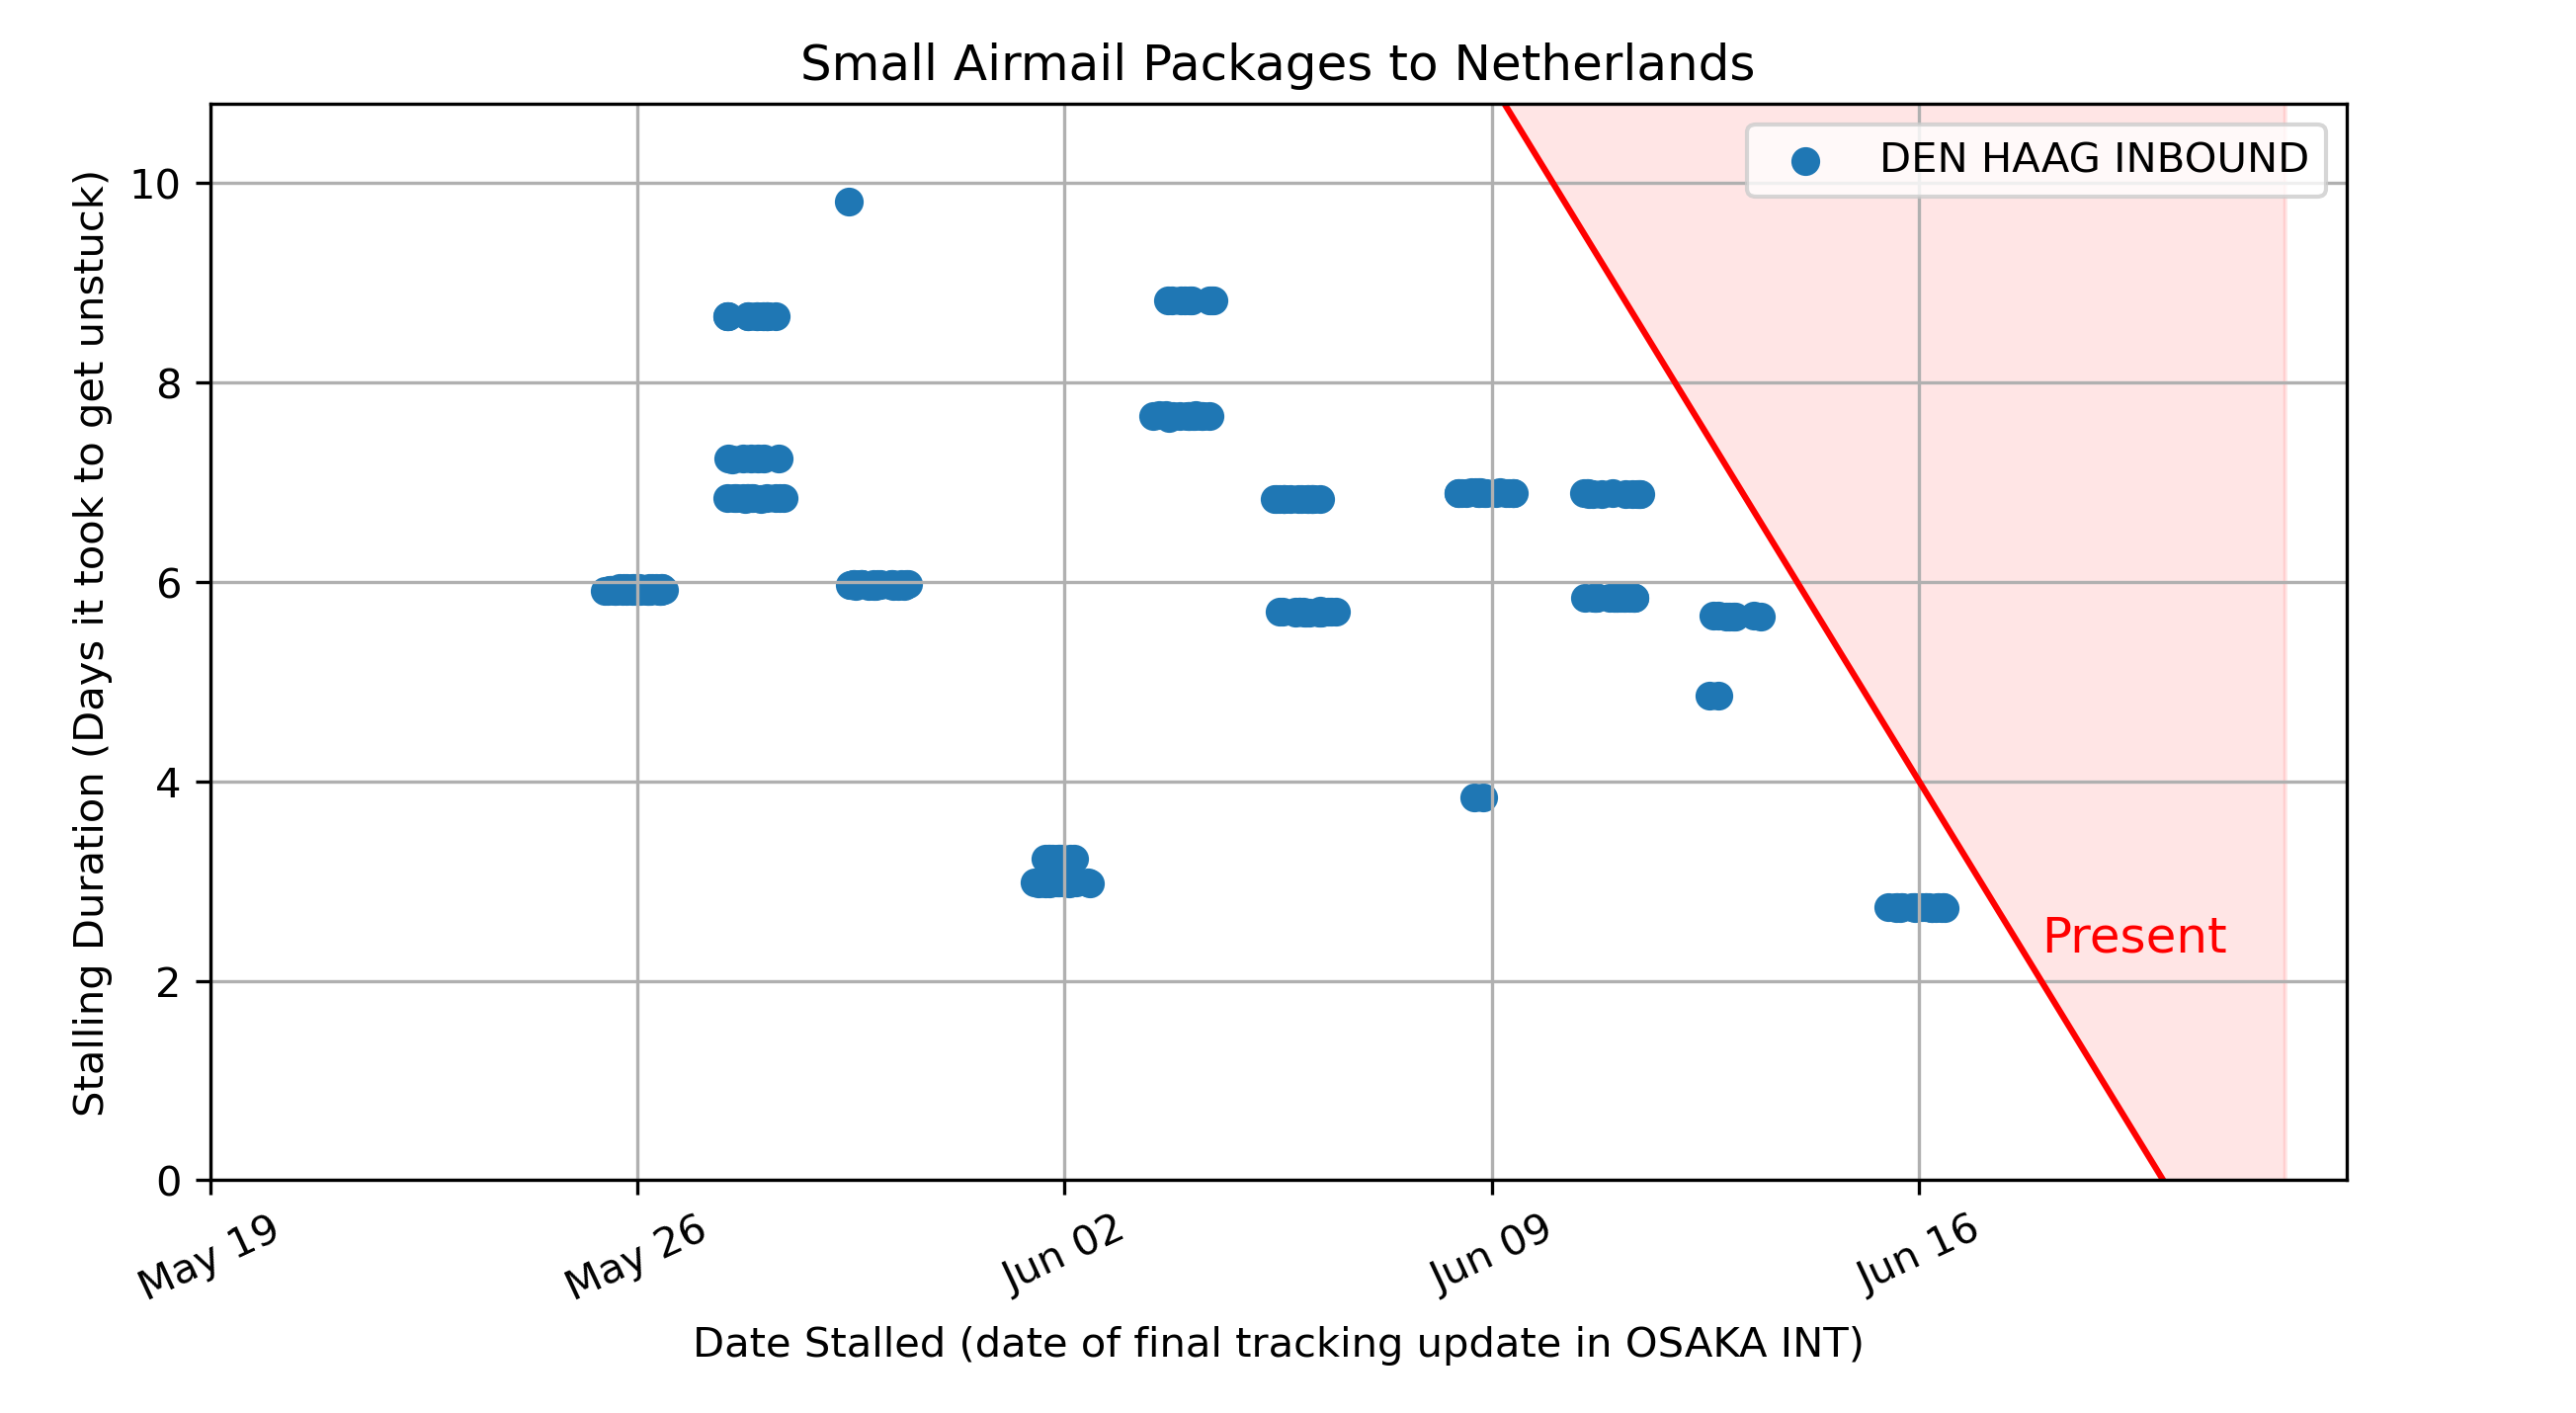 Small Airmail Packages to Netherlands
DEN HAAG INBOUND
Stalling Duration (Days it took to get unstuck)
10
8
6
4
2
0
Present
May 19
May 26
Jun 02
Jun 09
Jun 16
Date Stalled (date of final tracking update in OSAKA INT)